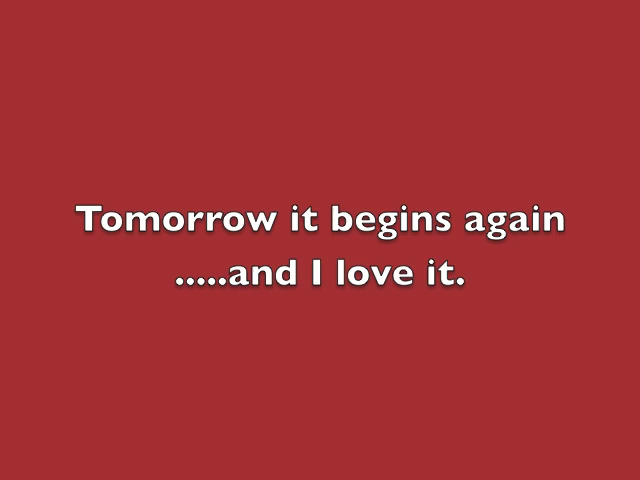 Tomorrow it begins again
.....and I love it.